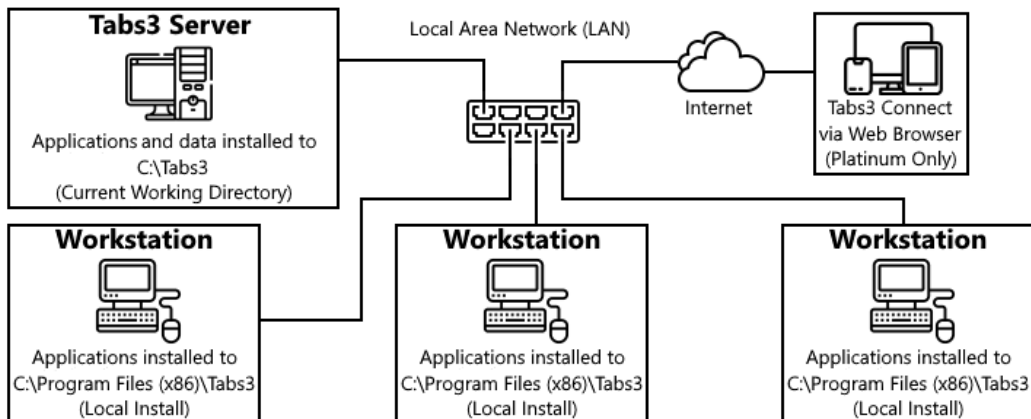 Tabs3 Server
Applications and data installed to
C:\Tabs3
(Current Working Directory)
Local Area Network (LAN)
Internet
Tabs3 Connect
via Web Browser
(Platinum Only)
Workstation
Applications installed to
C:\Program Files (x86)\Tabs3
(Local Install)
Workstation
Applications installed to
C:\Program Files (x86)\Tabs3
(Local Install)
Workstation
Applications installed to
C:\Program Files (x86)\Tabs3
(Local Install)